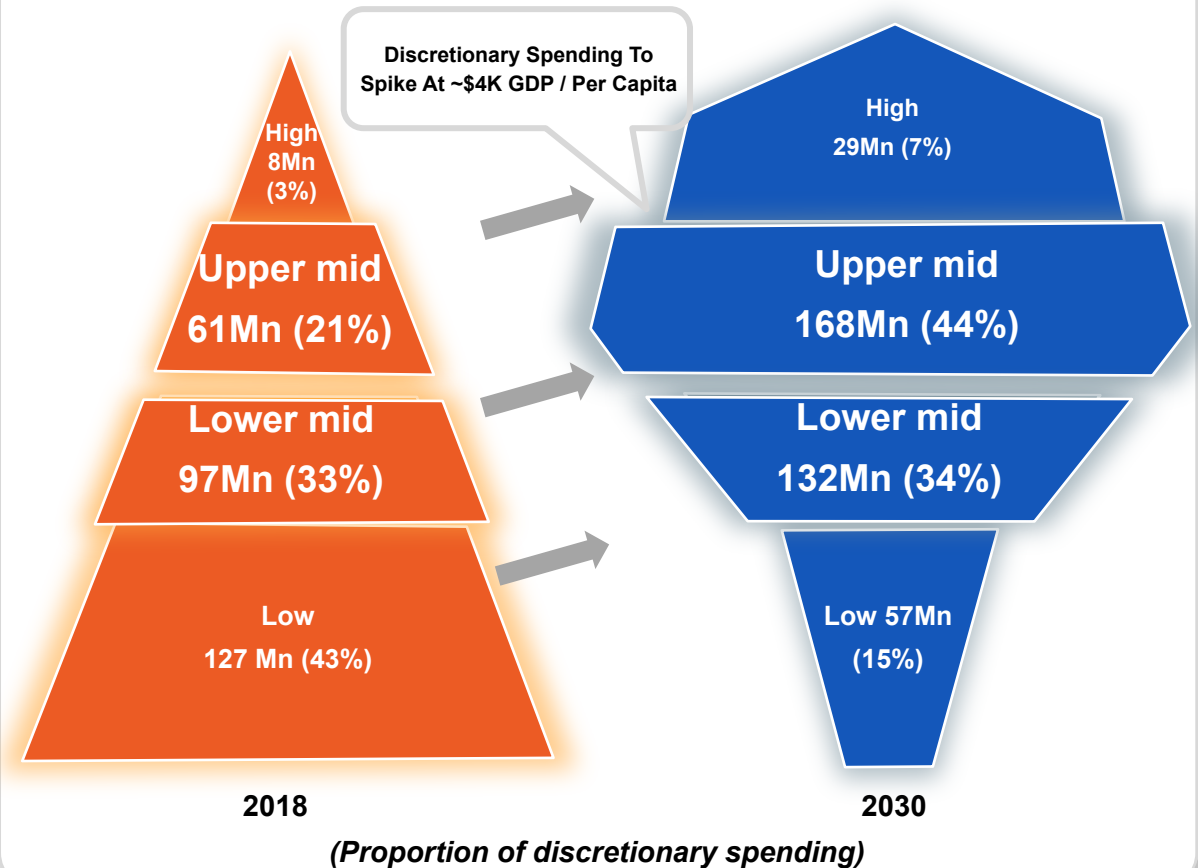 Discretionary Spending To
Spike At ~$4K GDP / Per Capita
High
8Mn
(3%)
Upper mid
61Mn (21%)
Lower mid
97Mn (33%)
Low
127 Mn (43%)
2018
High
29Mn (7%)
Upper mid
168Mn (44%)
Lower mid
132Mn (34%)
Low 57Mn
(15%)
2030
(Proportion of discretionary spending)